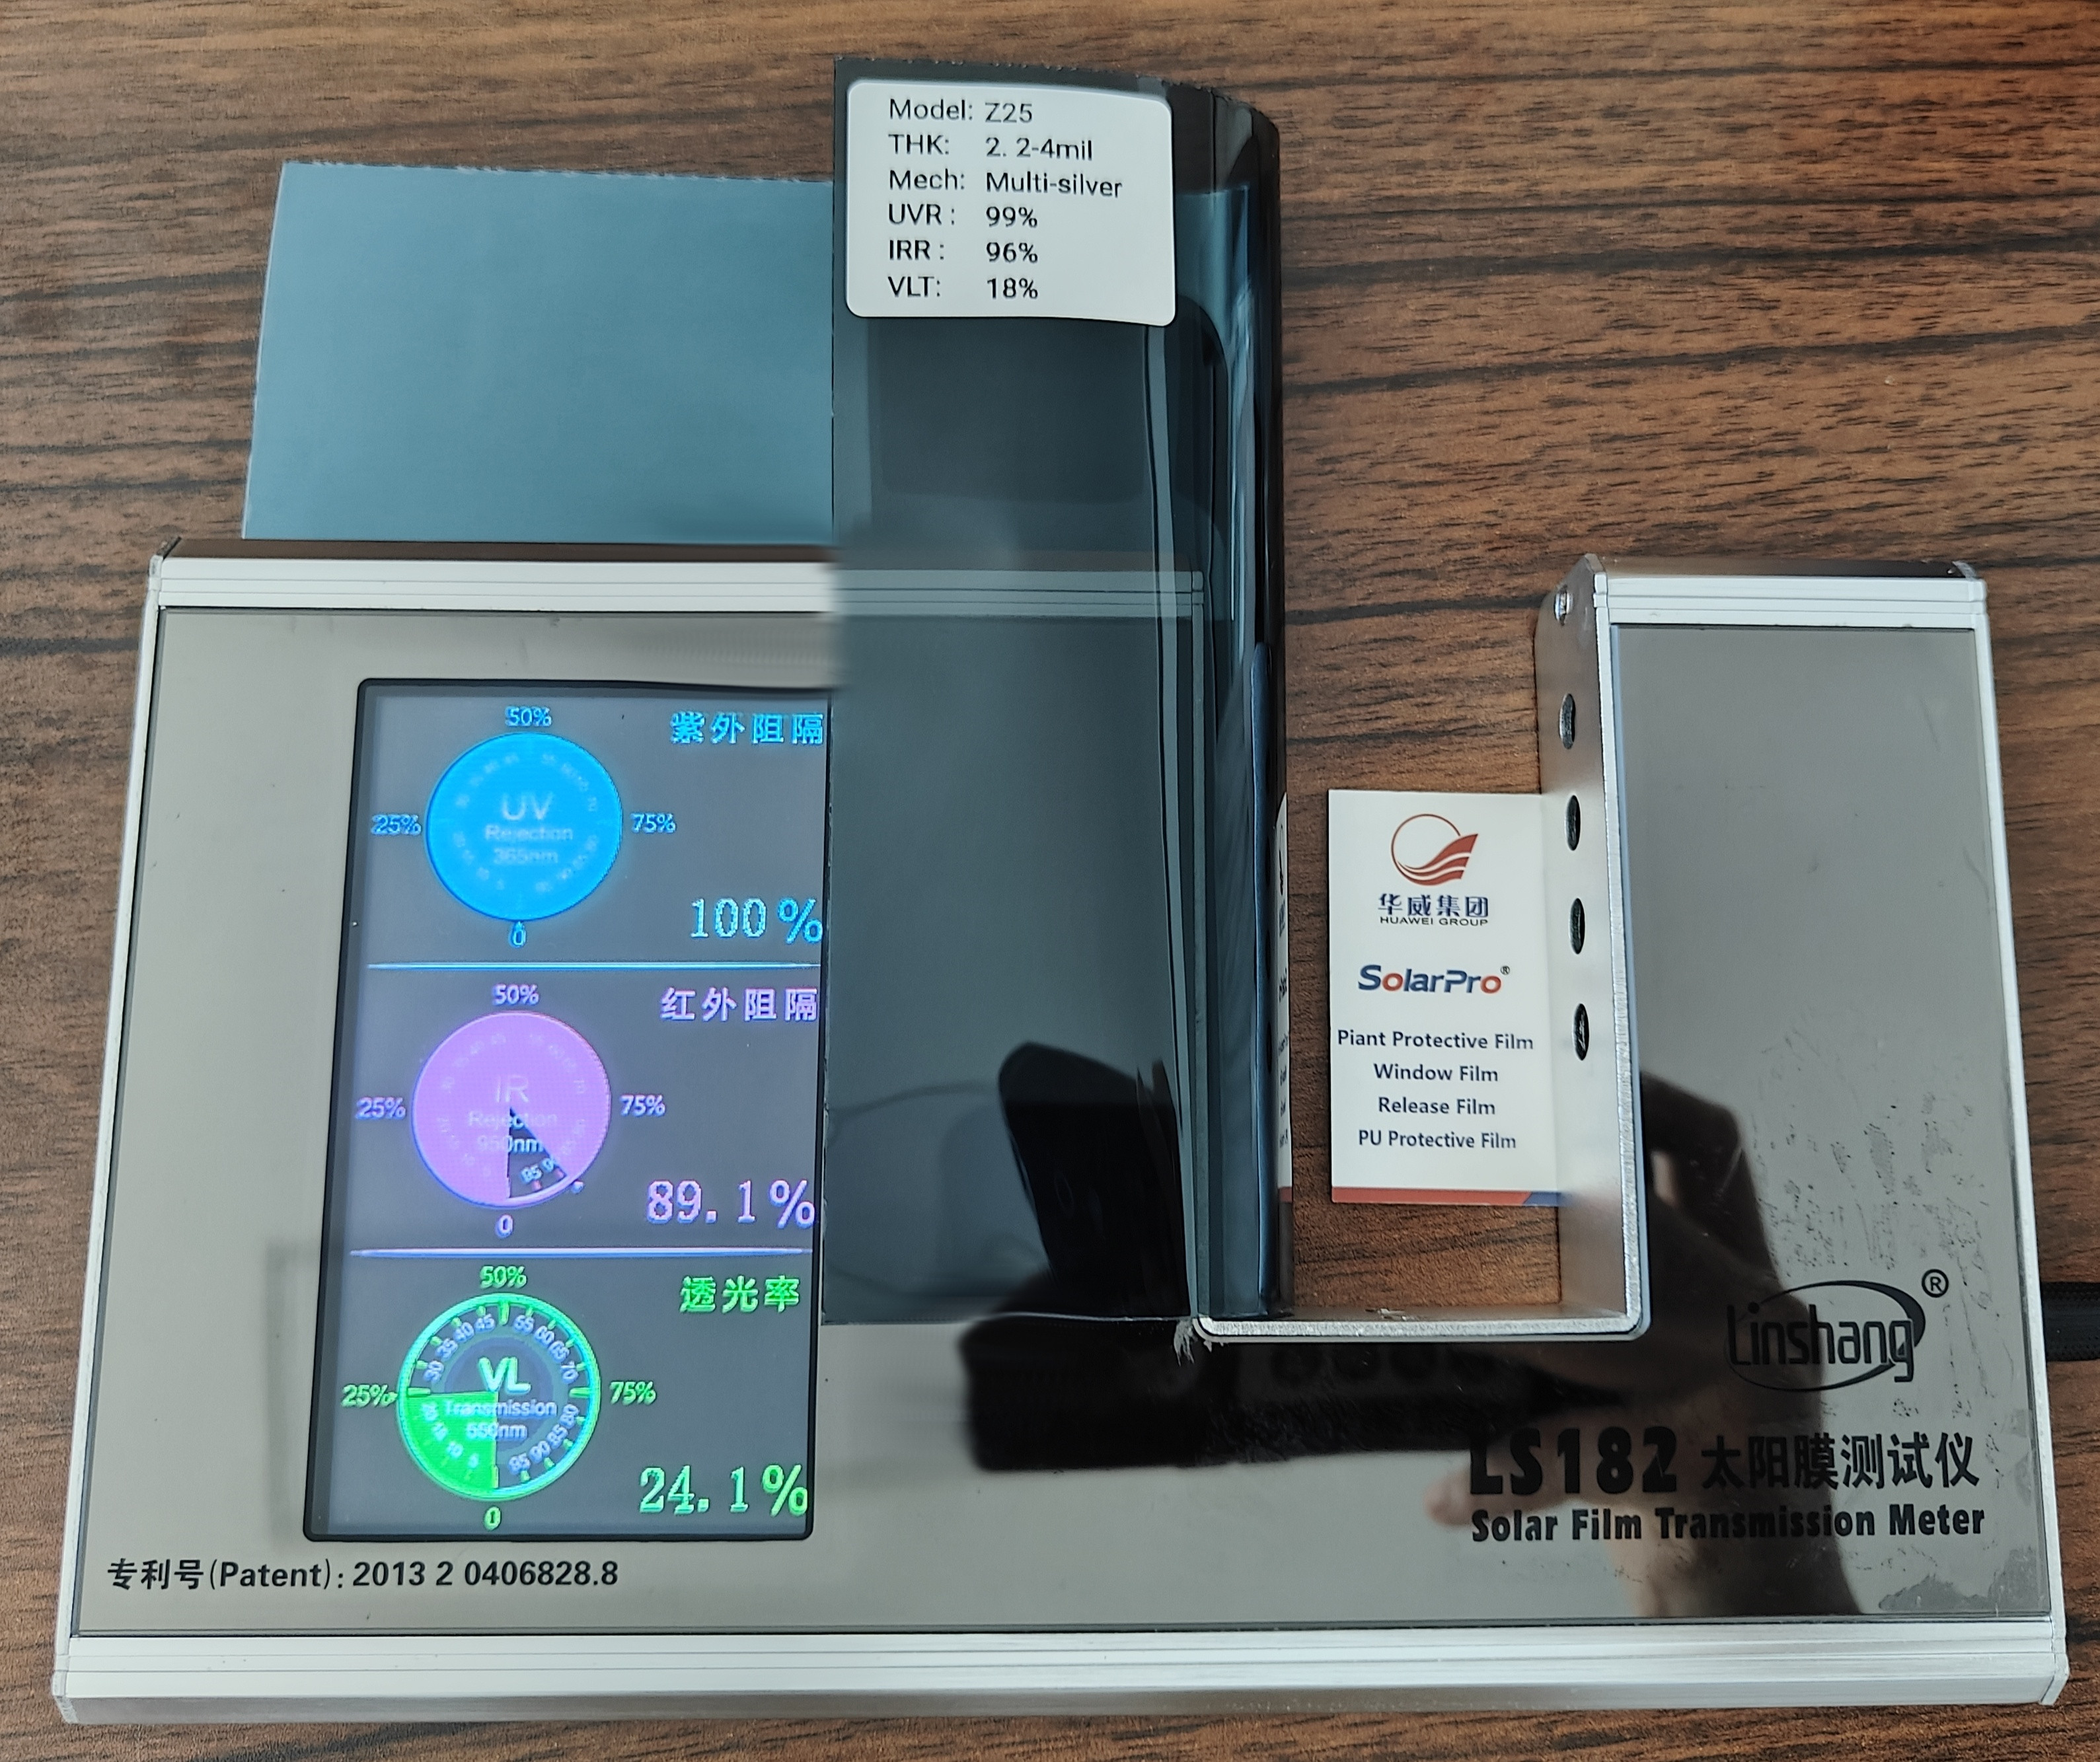 Model: Z25
THK: 2. 2-4mil
Mech: Multi-silver
UVR : 99%
IRR : 96%
VLT: 18%
50%
紫外阻隔
25%
UV
Rejection
365nm
75%
100%
0
50%
红外阻隔
25%
IR
Rejection
950nm
75%
89.1%
0
50%
透光率
25%
VL
Transmission
550nm
75%
24.1%
0
华威集团
HUAWEI GROUP
SolarPro®
Piant Protective Film
Window Film
Release Film
PU Protective Film
Linshang®
LS182 太阳膜测试仪
Solar Film Transmission Meter
专利号(Patent): 2013 2 0406828.8